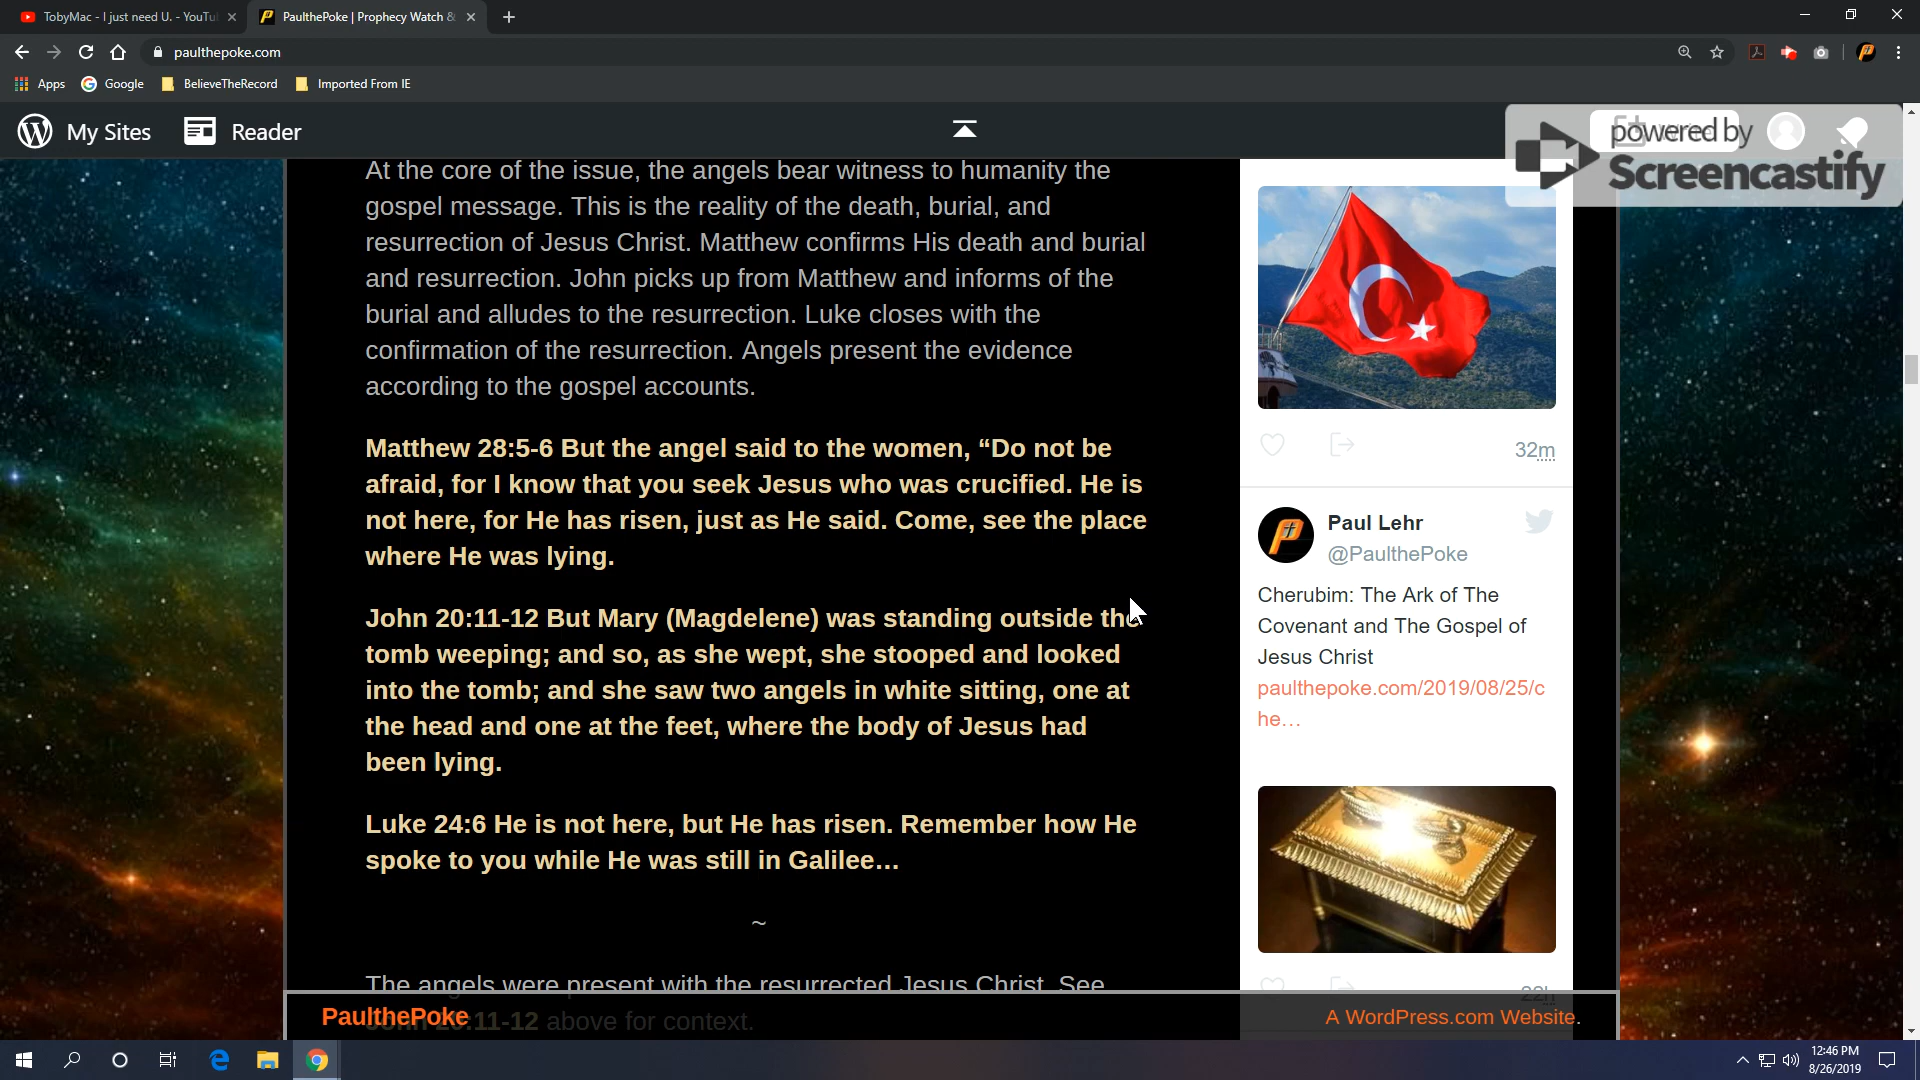 TobyMac - I just need U. - YouTu
PaulthePoke | Prophecy Watch &
paulthepoke.com
Apps
Google
BelieveTheRecord
Imported From IE
My Sites
Reader
powered by
Screencastify
At the core of the issue, the angels bear witness to humanity the
gospel message. This is the reality of the death, burial, and
resurrection of Jesus Christ. Matthew confirms His death and burial
and resurrection. John picks up from Matthew and informs of the
burial and alludes to the resurrection. Luke closes with the
confirmation of the resurrection. Angels present the evidence
according to the gospel accounts.
Matthew 28:5-6 But the angel said to the women, “Do not be
afraid, for I know that you seek Jesus who was crucified. He is
not here, for He has risen, just as He said. Come, see the place
where He was lying.
John 20:11-12 But Mary (Magdelene) was standing outside the
tomb weeping; and so, as she wept, she stooped and looked
into the tomb; and she saw two angels in white sitting, one at
the head and one at the feet, where the body of Jesus had
been lying.
Luke 24:6 He is not here, but He has risen. Remember how He
spoke to you while He was still in Galilee…
~
The angels were present with the resurrected Jesus Christ. See
John 20:11-12 above for context.
32m
Paul Lehr
@PaulthePoke
Cherubim: The Ark of The
Covenant and The Gospel of
Jesus Christ
paulthepoke.com/2019/08/25/c
he…
22h
PaulthePoke
A WordPress.com Website.
12:46 PM
8/26/2019